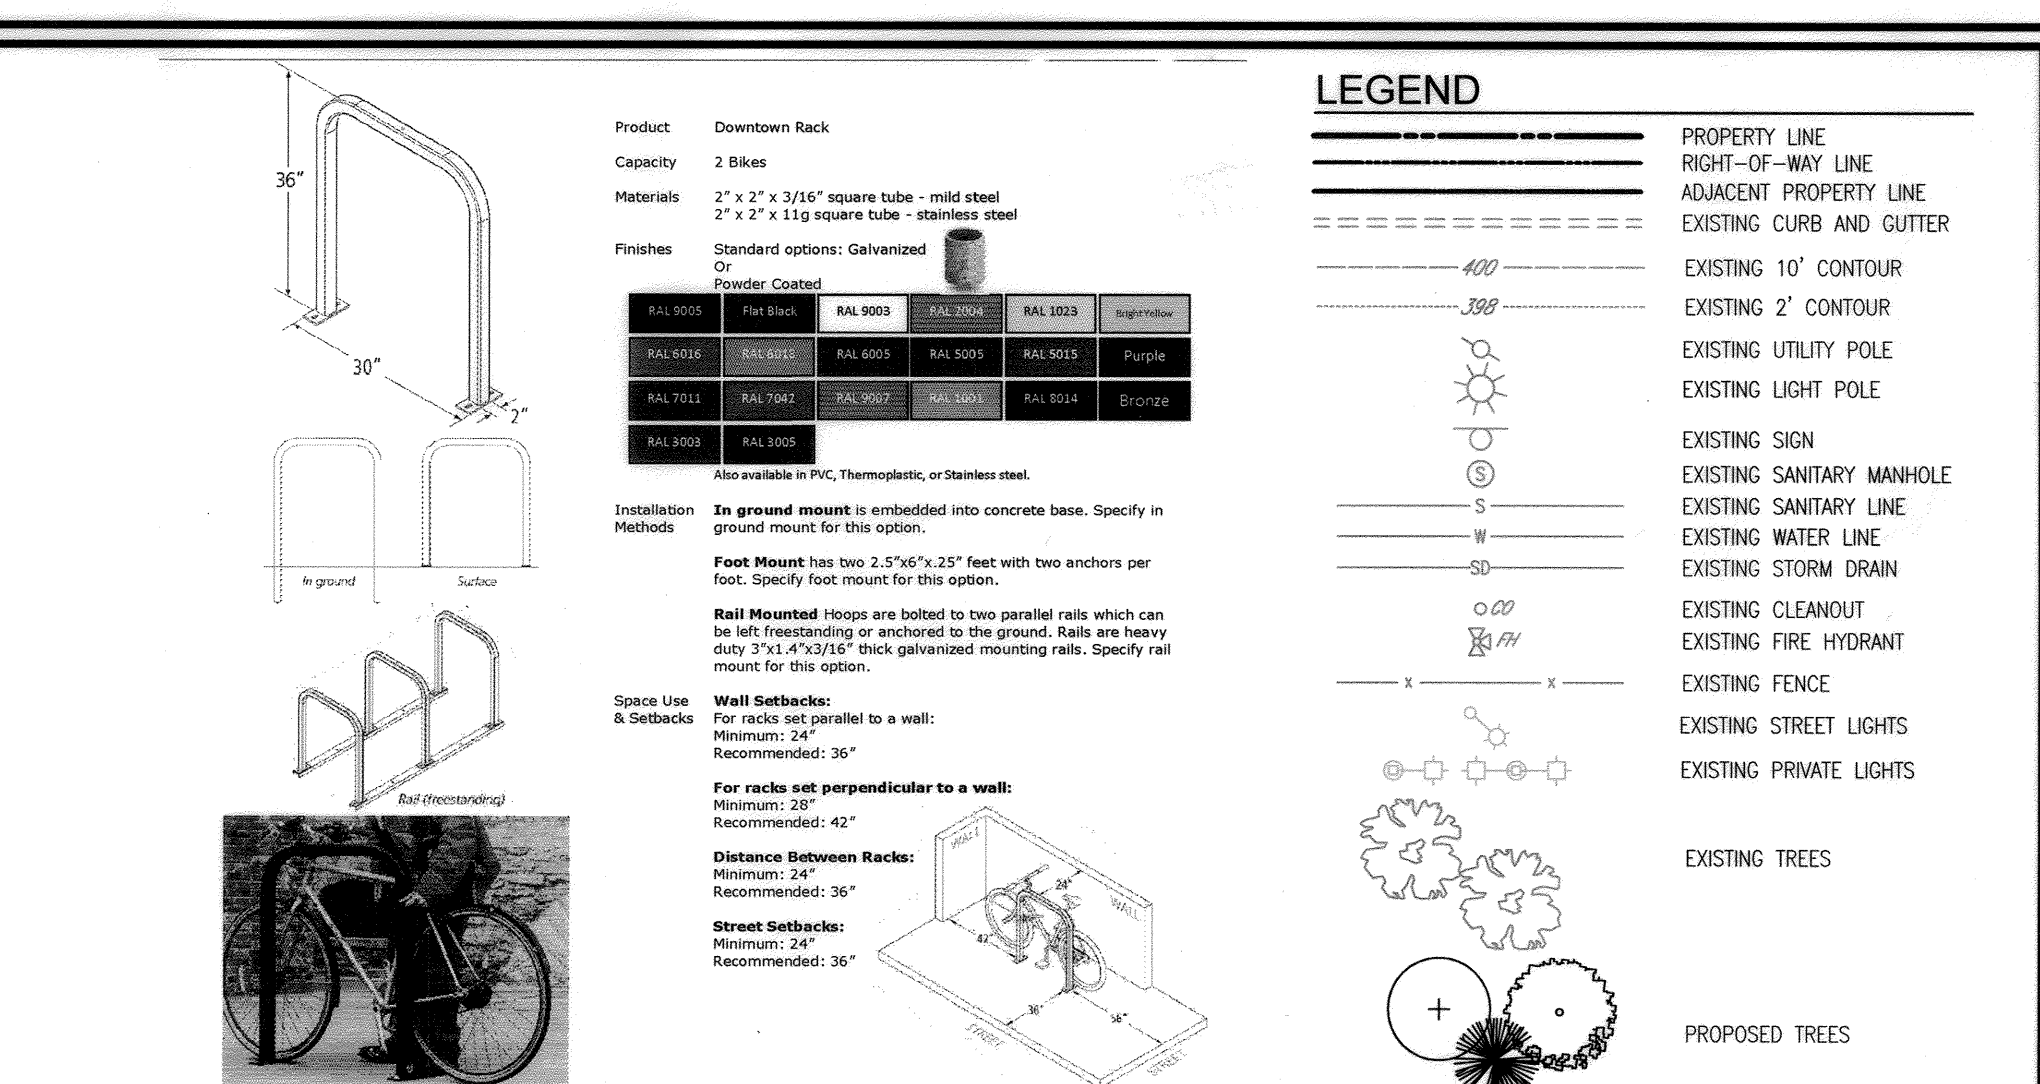 36"
30"
2"
In ground
Surface
Rail (freestanding)
Product Downtown Rack
Capacity 2 Bikes
Materials 2" x 2" x 3/16" square tube - mild steel
2" x 2" x 11g square tube - stainless steel
Finishes Standard options: Galvanized
Or
Powder Coated
RAL 9005 Flat Black RAL 9003 RAL 2004 RAL 1023 Bright Yellow
RAL 6016 RAL 6018 RAL 6005 RAL 5005 RAL 5015 Purple
RAL 7011 RAL 7042 RAL 9007 RAL 1001 RAL 8014 Bronze
RAL 3003 RAL 3005
Also available in PVC, Thermoplastic, or Stainless steel.
Installation In ground mount is embedded into concrete base. Specify in
Methods ground mount for this option.
Foot Mount has two 2.5"x6"x.25" feet with two anchors per
foot. Specify foot mount for this option.
Rail Mounted Hoops are bolted to two parallel rails which can
be left freestanding or anchored to the ground. Rails are heavy
duty 3"x1.4"x3/16" thick galvanized mounting rails. Specify rail
mount for this option.
Space Use Wall Setbacks:
& Setbacks For racks set parallel to a wall:
Minimum: 24"
Recommended: 36"
For racks set perpendicular to a wall:
Minimum: 28"
Recommended: 42"
Distance Between Racks:
Minimum: 24"
Recommended: 36"
Street Setbacks:
Minimum: 24"
Recommended: 36"
WALL
24"
WALL
42"
36"
STREET
STREET
LEGEND
PROPERTY LINE
RIGHT-OF-WAY LINE
ADJACENT PROPERTY LINE
EXISTING CURB AND GUTTER
400 EXISTING 10' CONTOUR
398 EXISTING 2' CONTOUR
EXISTING UTILITY POLE
EXISTING LIGHT POLE
EXISTING SIGN
S EXISTING SANITARY MANHOLE
S EXISTING SANITARY LINE
W EXISTING WATER LINE
SD EXISTING STORM DRAIN
CO EXISTING CLEANOUT
FH EXISTING FIRE HYDRANT
x x EXISTING FENCE
EXISTING STREET LIGHTS
EXISTING PRIVATE LIGHTS
EXISTING TREES
PROPOSED TREES